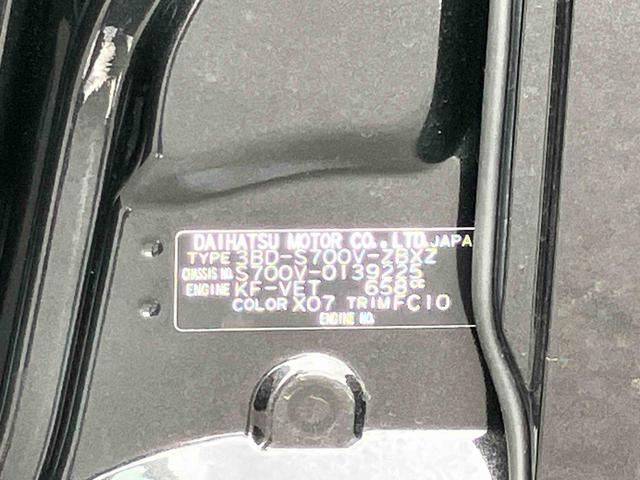 DAIHATSU MOTOR CO., LTD. JAPA
TYPE 3BD-S700V-ZBXZ
CHASSIS NO. S700V-0139225
ENGINE KF-VET 658cc
COLOR X07 TRIM FC10
ENGINE NO.